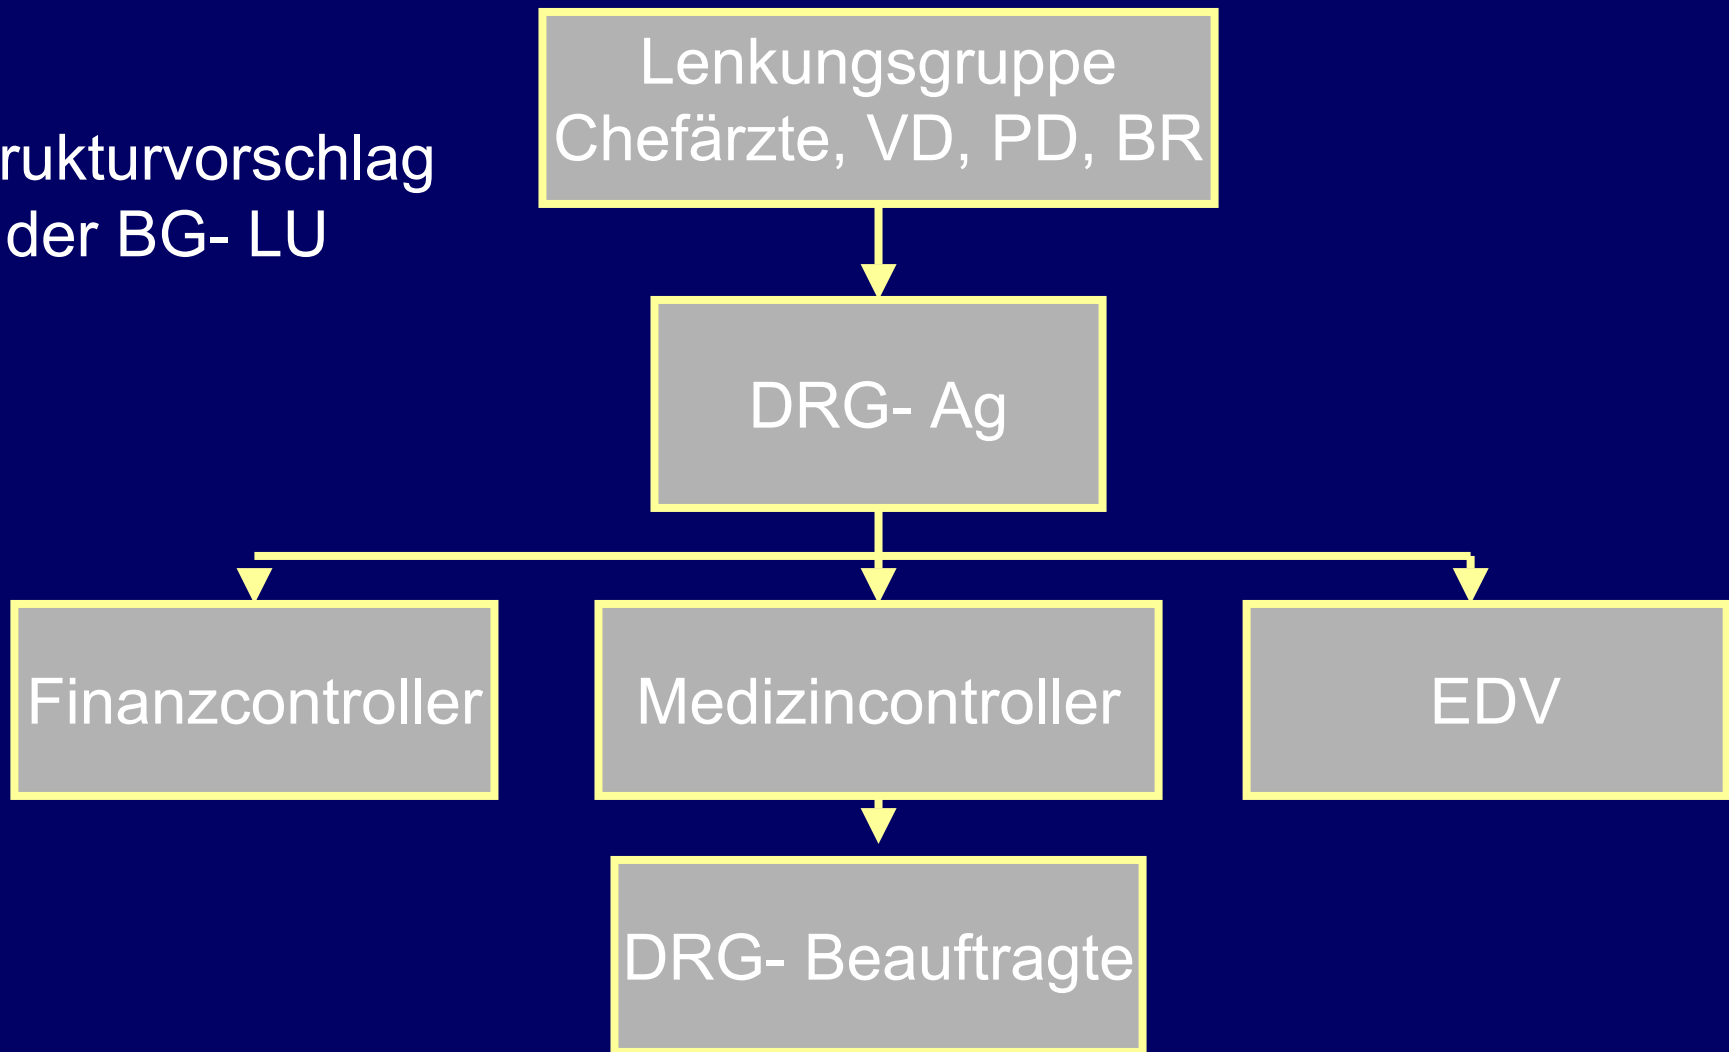 rukturvorschlag
der BG- LU
Lenkungsgruppe
Chefärzte, VD, PD, BR
DRG- Ag
Finanzcontroller
Medizincontroller
EDV
DRG- Beauftragte